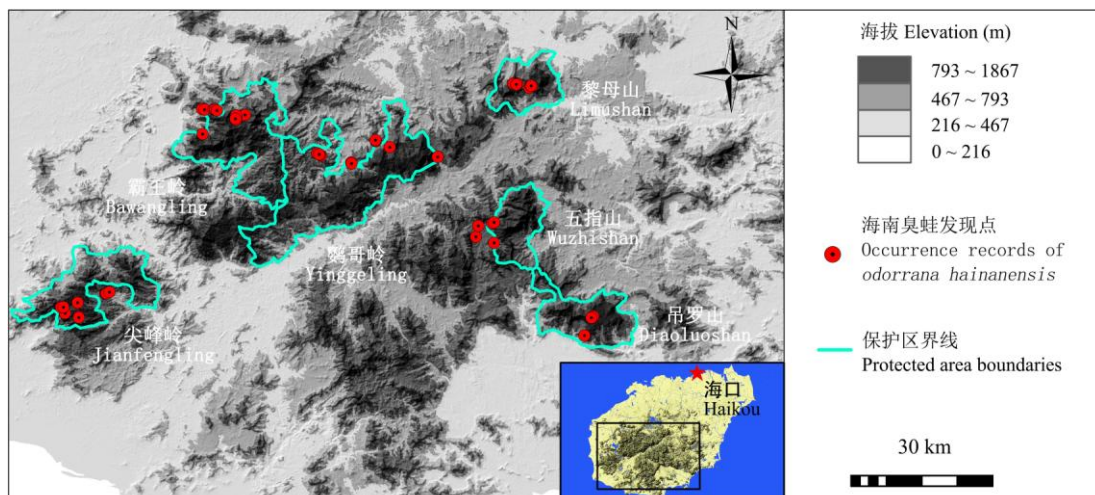 黎母山
Limushan
霸王岭
Bawangling
鹦哥岭
Yinggeling
五指山
Wuzhishan
尖峰岭
Jianfengling
吊罗山
Diaoluoshan
海口
Haikou
N
海拔 Elevation (m)
793 ~ 1867
467 ~ 793
216 ~ 467
0 ~ 216
海南臭蛙发现点
Occurrence records of
odorrana hainanensis
保护区界线
Protected area boundaries
30 km